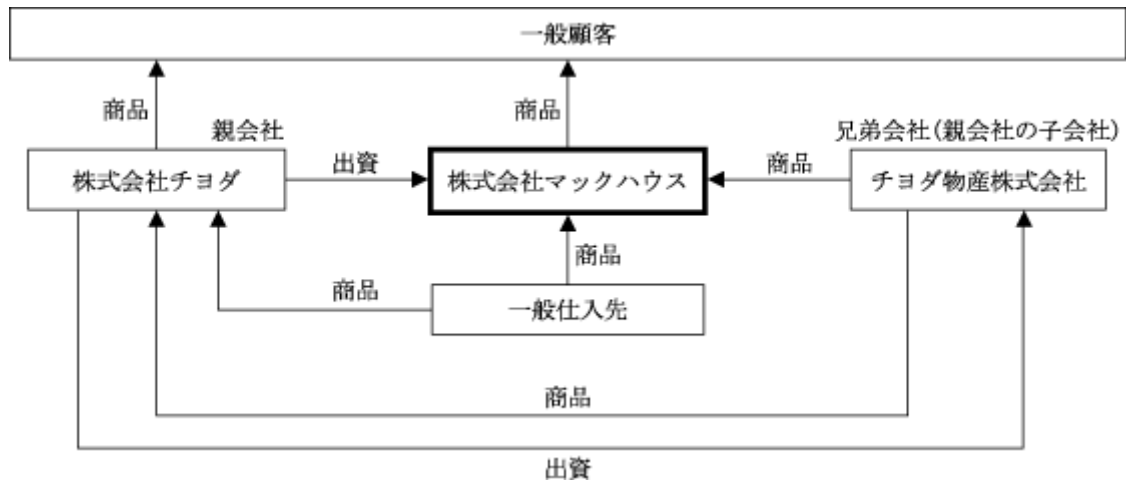 一般顧客
商品
商品
親会社
兄弟会社(親会社の子会社)
株式会社チヨダ
出資
株式会社マックハウス
商品
チヨダ物産株式会社
商品
商品
一般仕入先
商品
出資